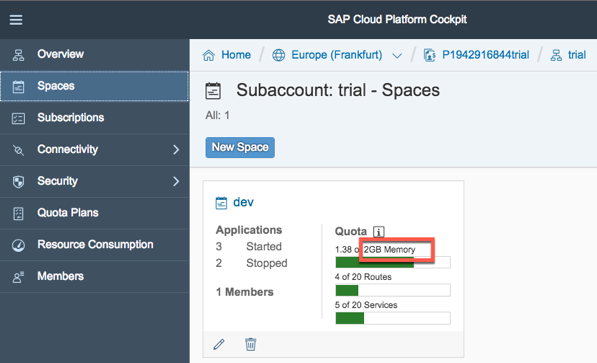 SAP Cloud Platform Cockpit
Overview
Spaces
Subscriptions
Connectivity
Security
Quota Plans
Resource Consumption
Members
Home / Europe (Frankfurt) / P1942916844trial / trial
Subaccount: trial - Spaces
All: 1
New Space
dev
Applications
3 Started
2 Stopped
1 Members
Quota
1.38 of 2GB Memory
4 of 20 Routes
5 of 20 Services